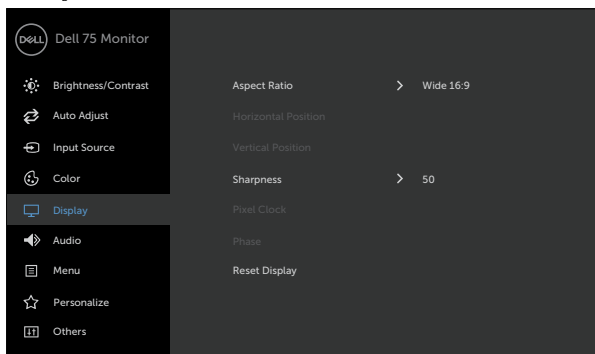 DELL Dell 75 Monitor
Brightness/Contrast
Auto Adjust
Input Source
Color
Display
Audio
Menu
Personalize
Others
Aspect Ratio > Wide 16:9
Horizontal Position
Vertical Position
Sharpness > 50
Pixel Clock
Phase
Reset Display